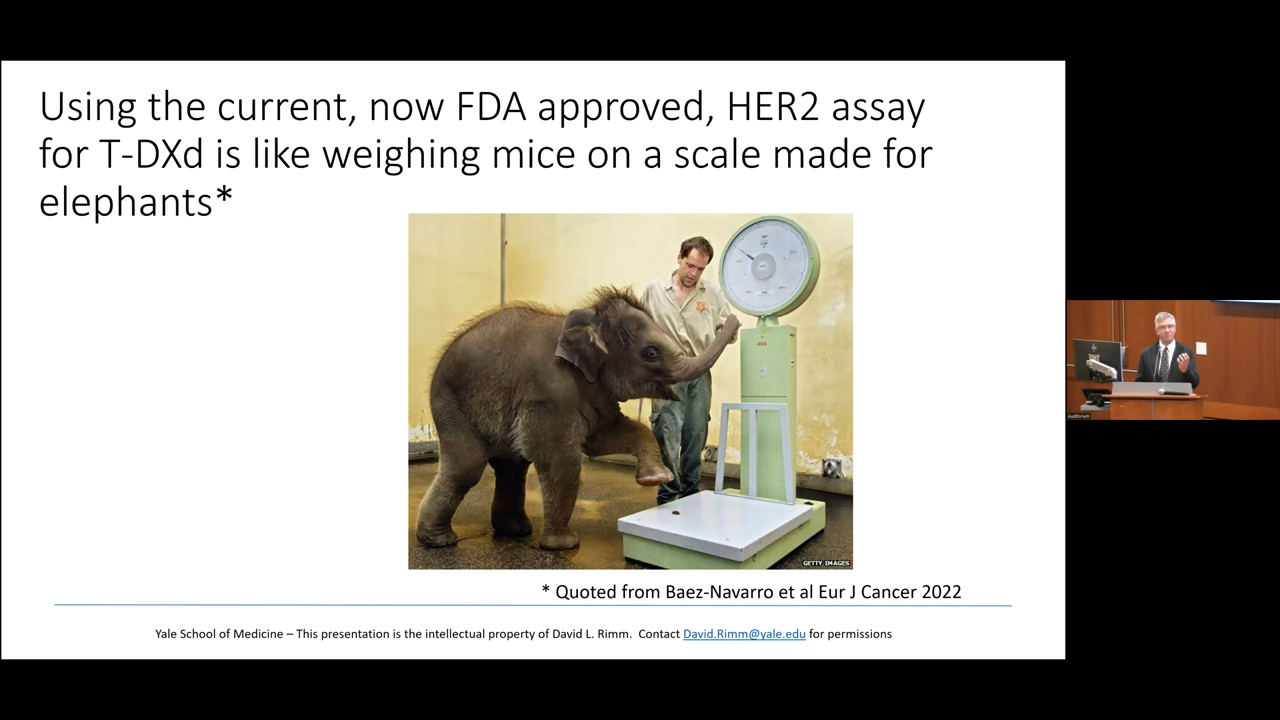 Using the current, now FDA approved, HER2 assay
for T-DXd is like weighing mice on a scale made for
elephants*
GETTY IMAGES
* Quoted from Baez-Navarro et al Eur J Cancer 2022
Yale School of Medicine – This presentation is the intellectual property of David L. Rimm.  Contact David.Rimm@yale.edu for permissions
Auditorium